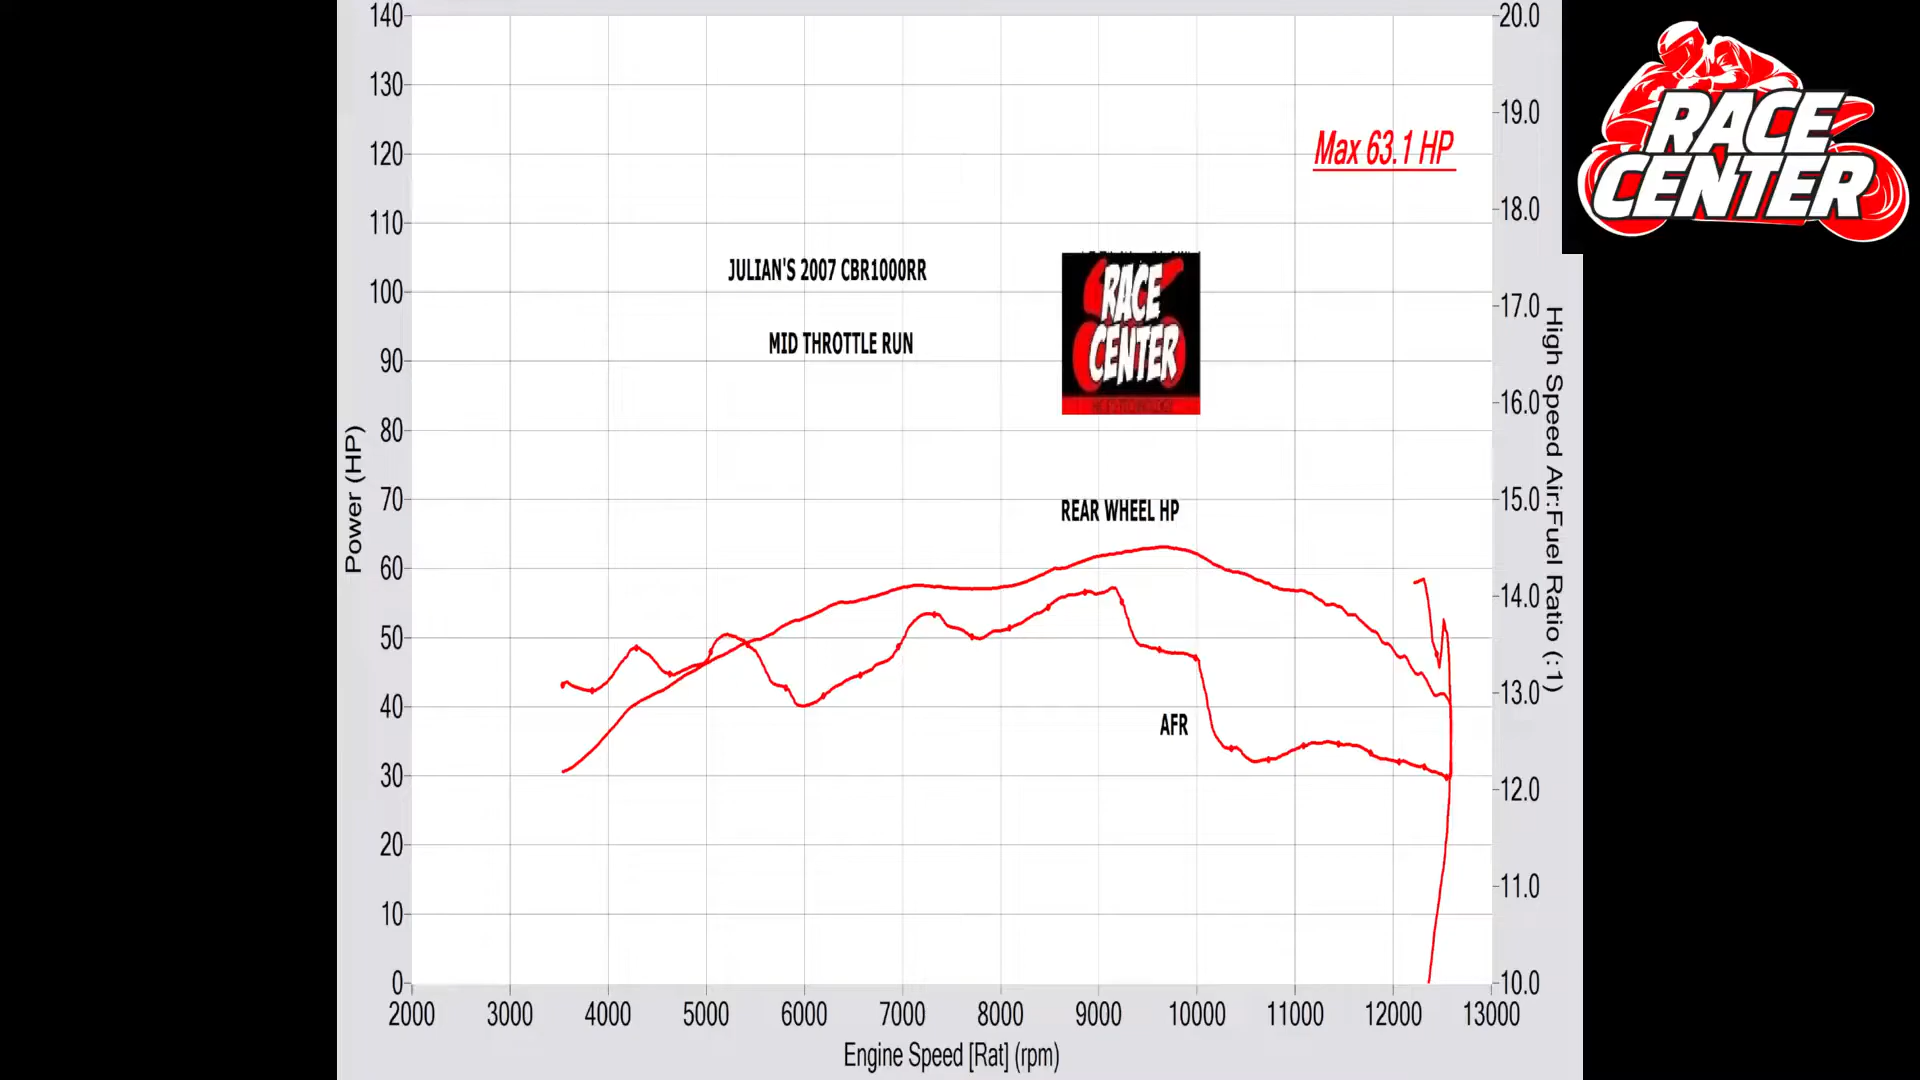 140
130
120
110
100
90
80
70
60
50
40
30
20
10
0
Power (HP)
20.0
19.0
18.0
17.0
16.0
15.0
14.0
13.0
12.0
11.0
10.0
High Speed Air:Fuel Ratio (:1)
RACE
CENTER
Max 63.1 HP
JULIAN'S 2007 CBR1000RR
MID THROTTLE RUN
RACE
CENTER
REAR WHEEL HP
AFR
2000 3000 4000 5000 6000 7000 8000 9000 10000 11000 12000 13000
Engine Speed [Rat] (rpm)